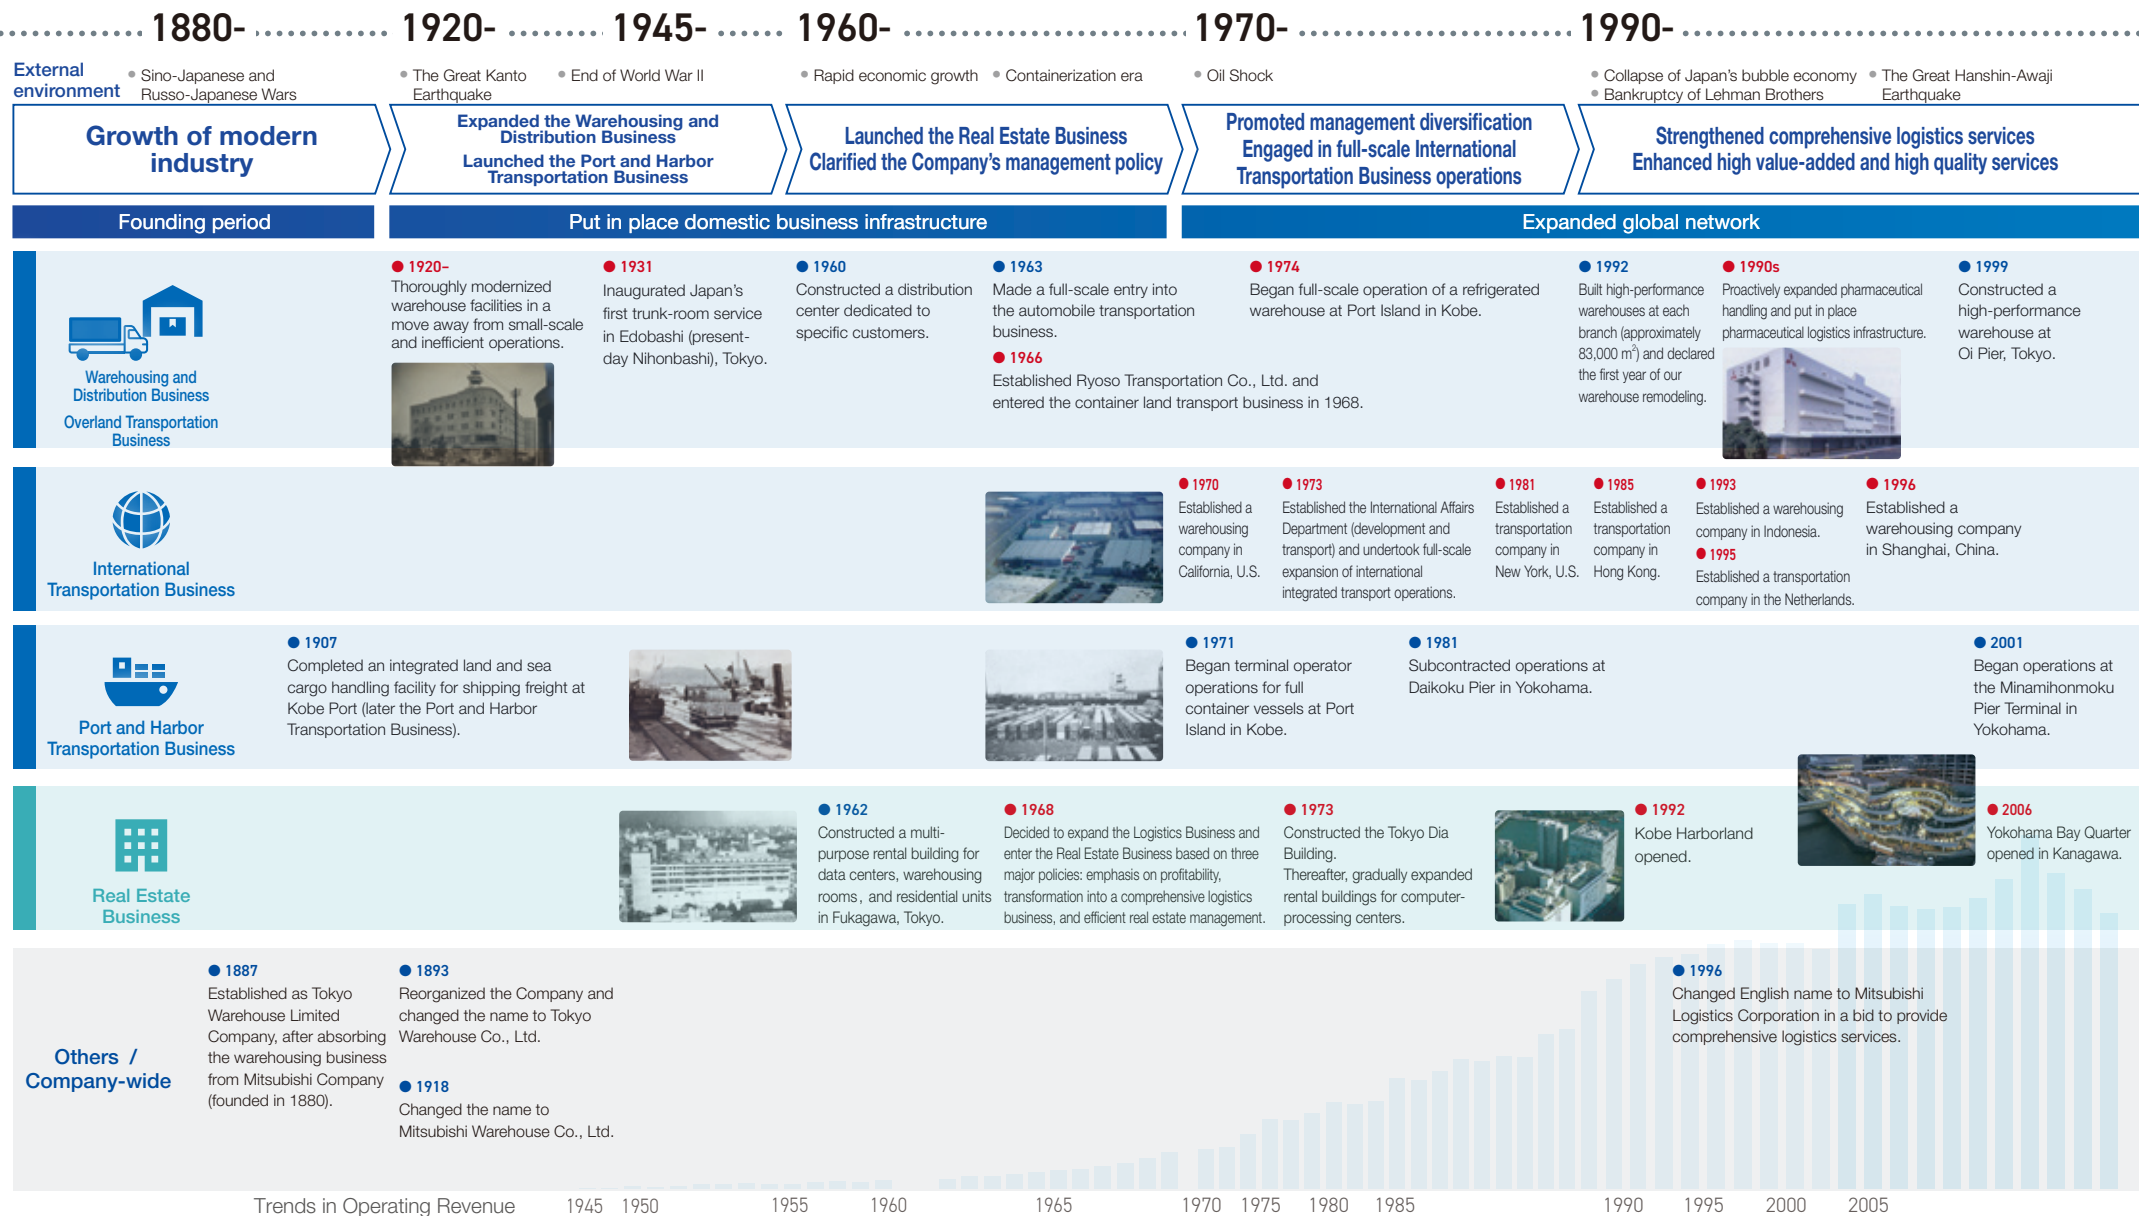 1880-
1920-
1945-
1960-
1970-
1990-
External
environment
• Sino-Japanese and
Russo-Japanese Wars
• The Great Kanto
Earthquake
• End of World War II
• Rapid economic growth
• Containerization era
• Oil Shock
• Collapse of Japan's bubble economy
• Bankruptcy of Lehman Brothers
• The Great Hanshin-Awaji
Earthquake
Growth of modern
industry
Expanded the Warehousing and
Distribution Business
Launched the Port and Harbor
Transportation Business
Launched the Real Estate Business
Clarified the Company's management policy
Promoted management diversification
Engaged in full-scale International
Transportation Business operations
Strengthened comprehensive logistics services
Enhanced high value-added and high quality services
Founding period
Put in place domestic business infrastructure
Expanded global network
Warehousing and
Distribution Business
Overland Transportation
Business
● 1920–
Thoroughly modernized
warehouse facilities in a
move away from small-scale
and inefficient operations.
● 1931
Inaugurated Japan's
first trunk-room service
in Edobashi (present-
day Nihonbashi), Tokyo.
● 1960
Constructed a distribution
center dedicated to
specific customers.
● 1963
Made a full-scale entry into
the automobile transportation
business.
● 1966
Established Ryoso Transportation Co., Ltd. and
entered the container land transport business in 1968.
● 1974
Began full-scale operation of a refrigerated
warehouse at Port Island in Kobe.
● 1992
Built high-performance
warehouses at each
branch (approximately
83,000 m²) and declared
the first year of our
warehouse remodeling.
● 1990s
Proactively expanded pharmaceutical
handling and put in place
pharmaceutical logistics infrastructure.
● 1999
Constructed a
high-performance
warehouse at
Oi Pier, Tokyo.
International
Transportation Business
● 1970
Established a
warehousing
company in
California, U.S.
● 1973
Established the International Affairs
Department (development and
transport) and undertook full-scale
expansion of international
integrated transport operations.
● 1981
Established a
transportation
company in
New York, U.S.
● 1985
Established a
transportation
company in
Hong Kong.
● 1993
Established a warehousing
company in Indonesia.
● 1995
Established a transportation
company in the Netherlands.
● 1996
Established a
warehousing company
in Shanghai, China.
Port and Harbor
Transportation Business
● 1907
Completed an integrated land and sea
cargo handling facility for shipping freight at
Kobe Port (later the Port and Harbor
Transportation Business).
● 1971
Began terminal operator
operations for full
container vessels at Port
Island in Kobe.
● 1981
Subcontracted operations at
Daikoku Pier in Yokohama.
● 2001
Began operations at
the Minamihonmoku
Pier Terminal in
Yokohama.
Real Estate
Business
● 1962
Constructed a multi-
purpose rental building for
data centers, warehousing
rooms, and residential units
in Fukagawa, Tokyo.
● 1968
Decided to expand the Logistics Business and
enter the Real Estate Business based on three
major policies: emphasis on profitability,
transformation into a comprehensive logistics
business, and efficient real estate management.
● 1973
Constructed the Tokyo Dia
Building.
Thereafter, gradually expanded
rental buildings for computer-
processing centers.
● 1992
Kobe Harborland
opened.
● 2006
Yokohama Bay Quarter
opened in Kanagawa.
Others /
Company-wide
● 1887
Established as Tokyo
Warehouse Limited
Company, after absorbing
the warehousing business
from Mitsubishi Company
(founded in 1880).
● 1893
Reorganized the Company and
changed the name to Tokyo
Warehouse Co., Ltd.
● 1918
Changed the name to
Mitsubishi Warehouse Co., Ltd.
● 1996
Changed English name to Mitsubishi
Logistics Corporation in a bid to provide
comprehensive logistics services.
Trends in Operating Revenue
1945
1950
1955
1960
1965
1970
1975
1980
1985
1990
1995
2000
2005